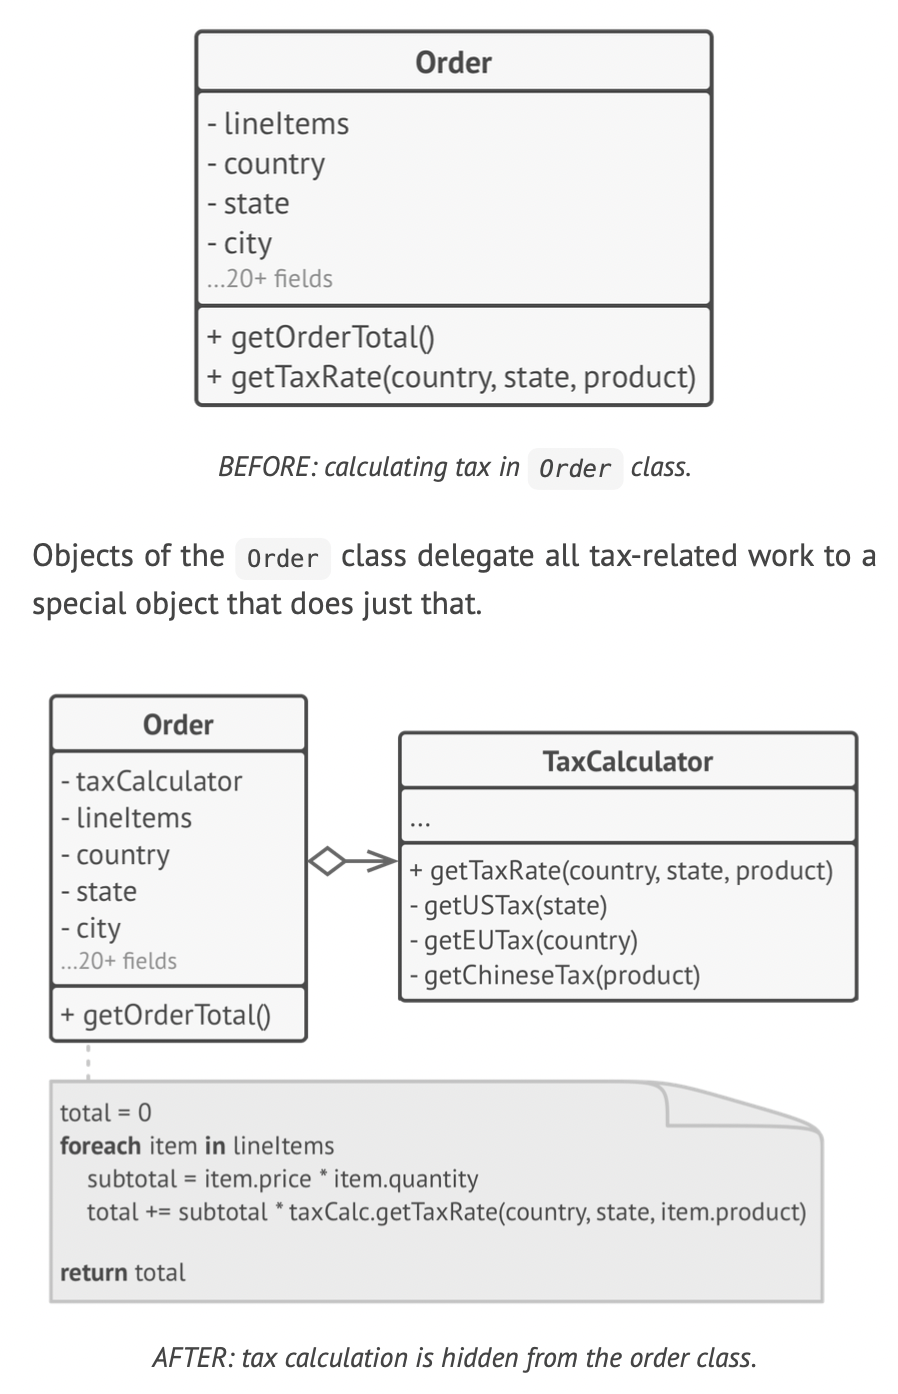 Order
- lineItems
- country
- state
- city
...20+ fields
+ getOrderTotal()
+ getTaxRate(country, state, product)
BEFORE: calculating tax in Order class.
Objects of the Order class delegate all tax-related work to a
special object that does just that.
Order
- taxCalculator
- lineItems
- country
- state
- city
...20+ fields
+ getOrderTotal()
TaxCalculator
...
+ getTaxRate(country, state, product)
- getUSTax(state)
- getEUTax(country)
- getChineseTax(product)
total = 0
foreach item in lineItems
subtotal = item.price * item.quantity
total += subtotal * taxCalc.getTaxRate(country, state, item.product)
return total
AFTER: tax calculation is hidden from the order class.